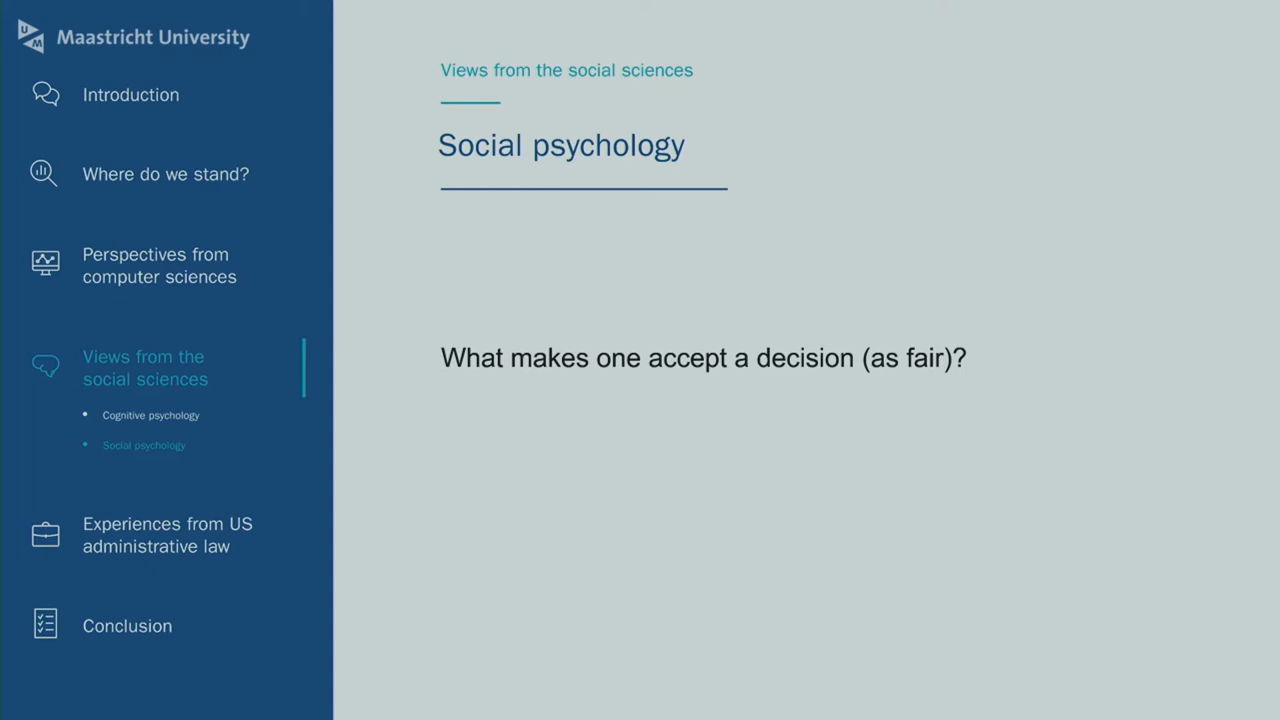 UM
Maastricht University
Introduction
Where do we stand?
Perspectives from
computer sciences
Views from the
social sciences
• Cognitive psychology
• Social psychology
Experiences from US
administrative law
Conclusion
Views from the social sciences
Social psychology
What makes one accept a decision (as fair)?